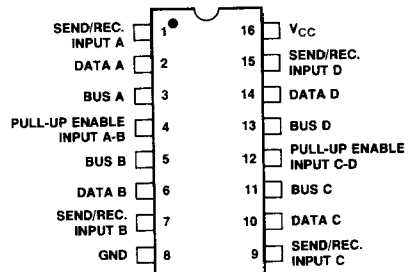 SEND/REC.
INPUT A
1
16
VCC
DATA A
2
15
SEND/REC.
INPUT D
BUS A
3
14
DATA D
PULL-UP ENABLE
INPUT A-B
4
13
BUS D
BUS B
5
12
PULL-UP ENABLE
INPUT C-D
DATA B
6
11
BUS C
SEND/REC.
INPUT B
7
10
DATA C
GND
8
9
SEND/REC.
INPUT C